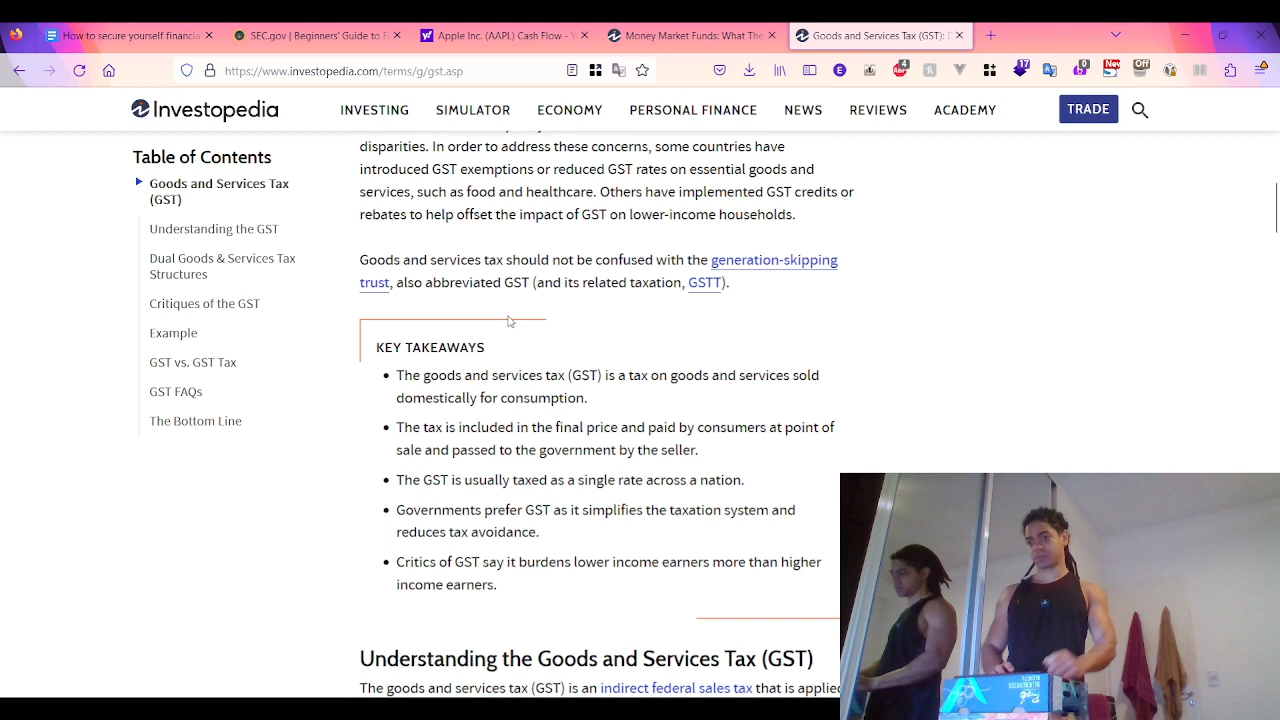 How to secure yourself financia
SEC.gov | Beginners' Guide to F
Apple Inc. (AAPL) Cash Flow - Y
Money Market Funds: What The
Goods and Services Tax (GST): D
https://www.investopedia.com/terms/g/gst.asp
4
17
New
0
Off
Investopedia
INVESTING
SIMULATOR
ECONOMY
PERSONAL FINANCE
NEWS
REVIEWS
ACADEMY
TRADE
Table of Contents
Goods and Services Tax
(GST)
Understanding the GST
Dual Goods & Services Tax
Structures
Critiques of the GST
Example
GST vs. GST Tax
GST FAQs
The Bottom Line
disparities. In order to address these concerns, some countries have
introduced GST exemptions or reduced GST rates on essential goods and
services, such as food and healthcare. Others have implemented GST credits or
rebates to help offset the impact of GST on lower-income households.
Goods and services tax should not be confused with the generation-skipping
trust, also abbreviated GST (and its related taxation, GSTT).
KEY TAKEAWAYS
The goods and services tax (GST) is a tax on goods and services sold
domestically for consumption.
The tax is included in the final price and paid by consumers at point of
sale and passed to the government by the seller.
The GST is usually taxed as a single rate across a nation.
Governments prefer GST as it simplifies the taxation system and
reduces tax avoidance.
Critics of GST say it burdens lower income earners more than higher
income earners.
Understanding the Goods and Services Tax (GST)
The goods and services tax (GST) is an indirect federal sales tax that is applied